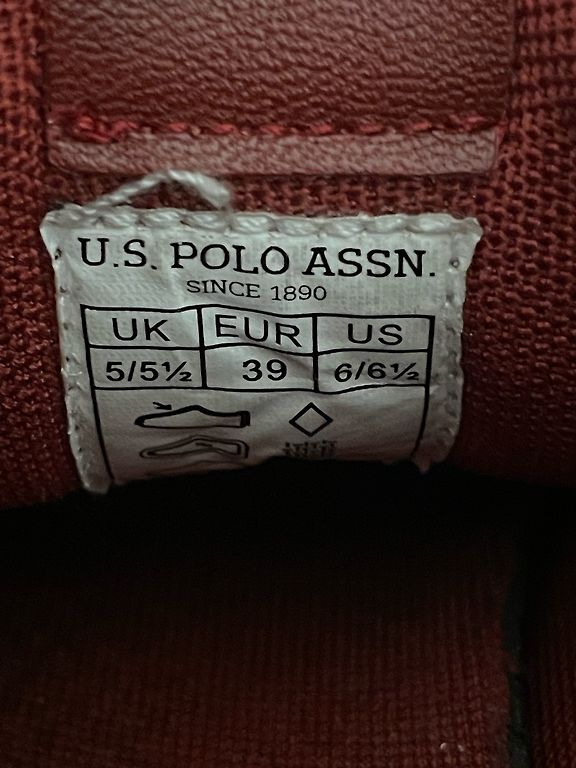 U.S. POLO ASSN.
SINCE 1890
UK EUR US
5/5½ 39 6/6½